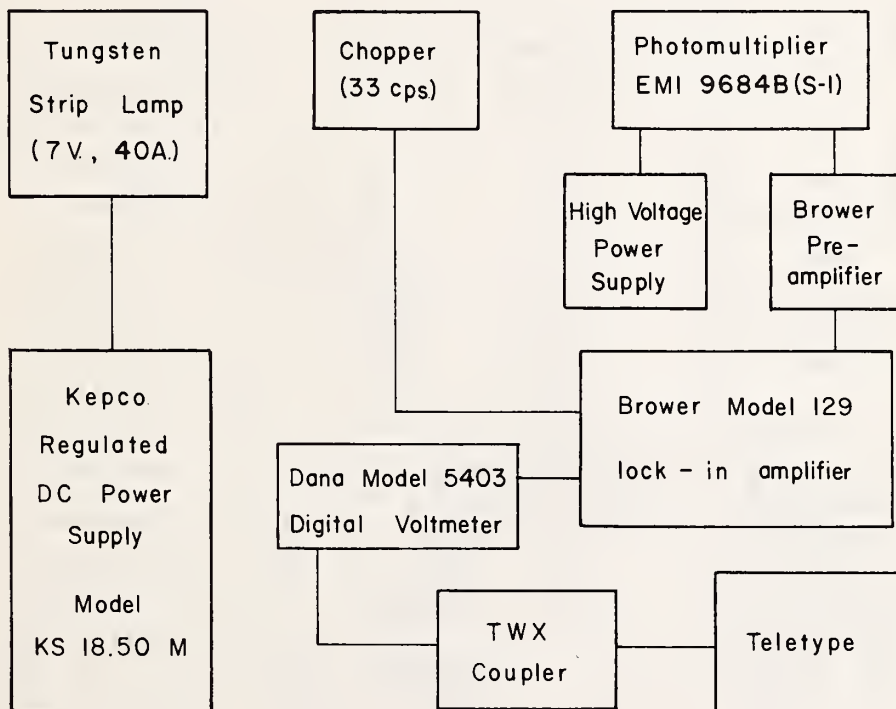 Tungsten
Strip Lamp
(7V., 40A.)
Chopper
(33 cps.)
Photomultiplier
EMI 9684B(S-I)
High Voltage
Power
Supply
Brower
Pre-
amplifier
Kepco
Regulated
DC Power
Supply
Model
KS 18.50 M
Brower Model 129
lock-in amplifier
Dana Model 5403
Digital Voltmeter
TWX
Coupler
Teletype